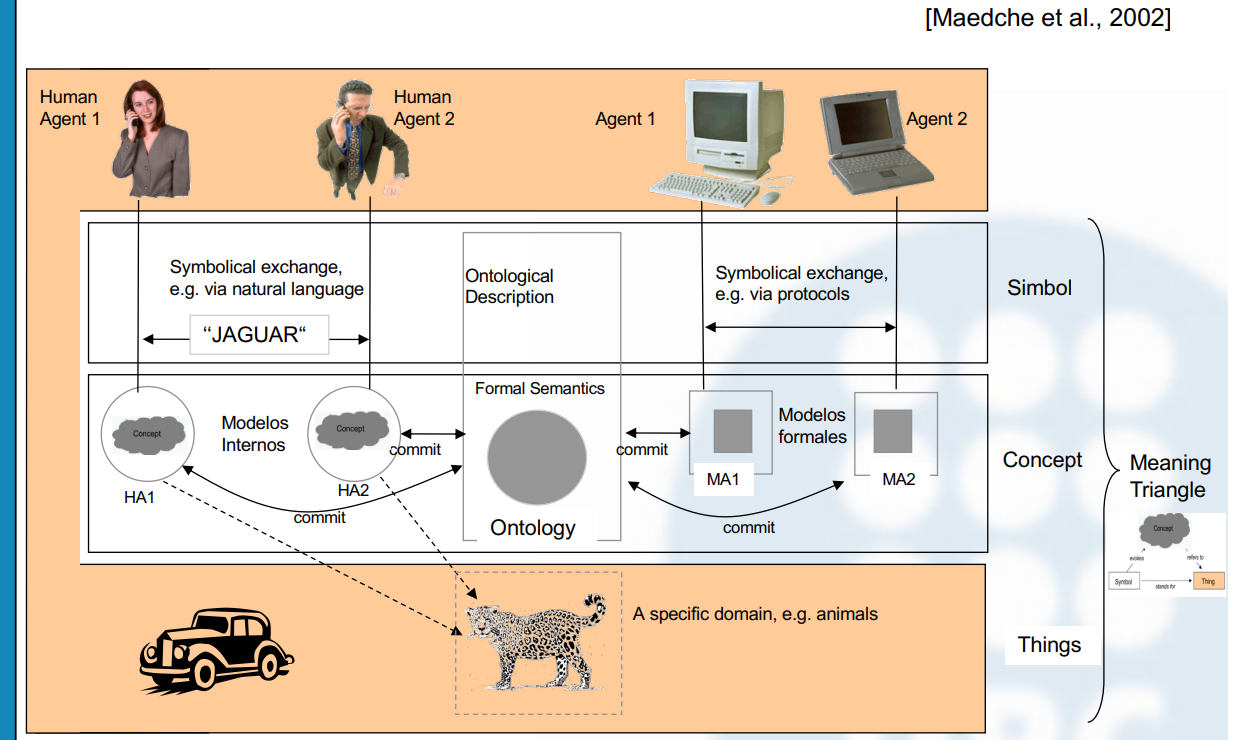 [Maedche et al., 2002]
Human
Agent 1
Human
Agent 2
Agent 1
Agent 2
Symbolical exchange,
e.g. via natural language
“JAGUAR“
Ontological
Description
Symbolical exchange,
e.g. via protocols
Simbol
Formal Semantics
Concept
Modelos
Internos
Concept
commit
commit
Modelos
formales
HA1
HA2
MA1
MA2
commit
commit
Ontology
Concept
Meaning
Triangle
Concept
evokes
refers to
Symbol
stands for
Thing
A specific domain, e.g. animals
Things